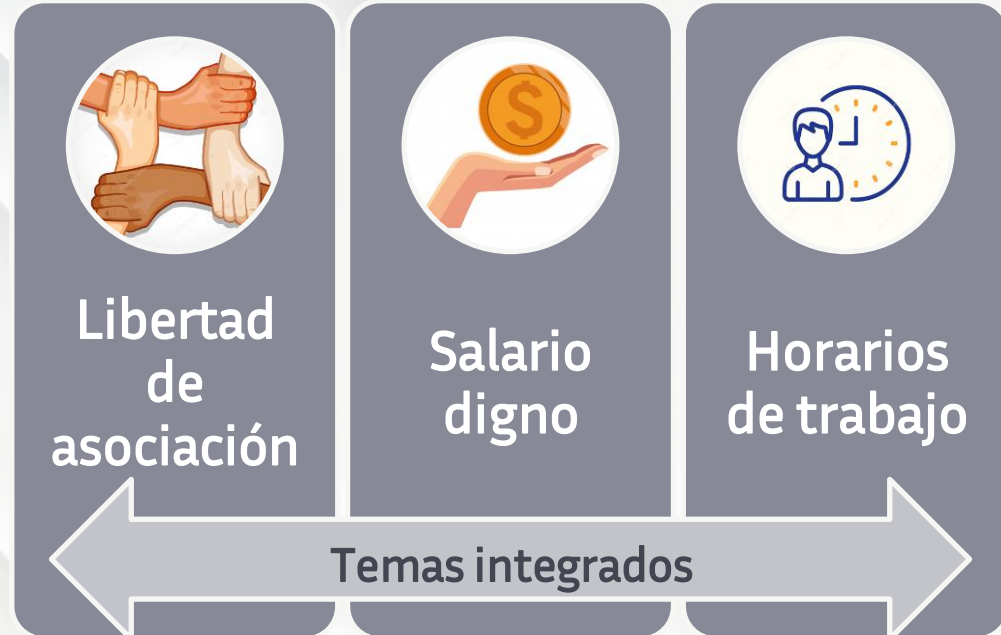 Libertad
de
asociación
Salario
digno
Horarios
de trabajo
Temas integrados